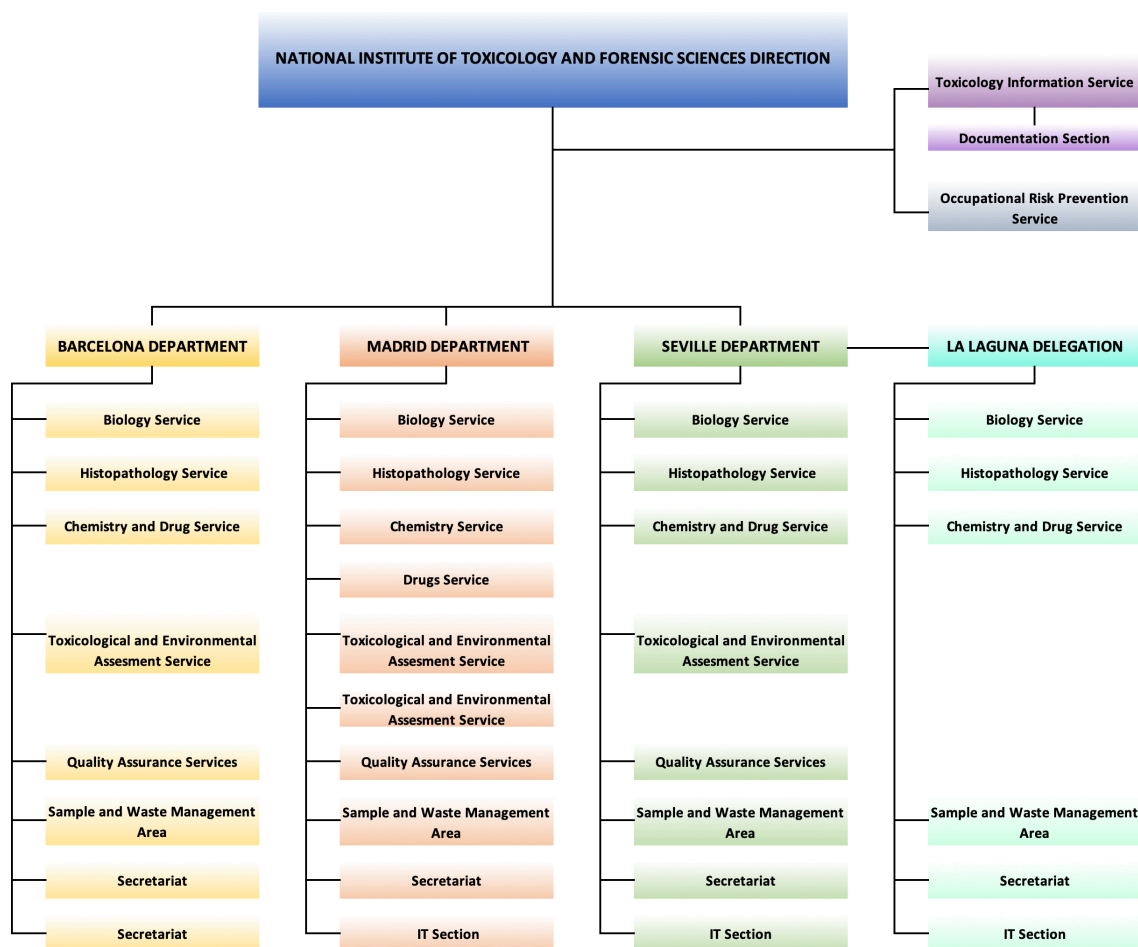 NATIONAL INSTITUTE OF TOXICOLOGY AND FORENSIC SCIENCES DIRECTION
Toxicology Information Service
Documentation Section
Occupational Risk Prevention
Service
BARCELONA DEPARTMENT
Biology Service
Histopathology Service
Chemistry and Drug Service
Toxicological and Environmental
Assesment Service
Quality Assurance Services
Sample and Waste Management
Area
Secretariat
Secretariat
MADRID DEPARTMENT
Biology Service
Histopathology Service
Chemistry Service
Drugs Service
Toxicological and Environmental
Assesment Service
Toxicological and Environmental
Assesment Service
Quality Assurance Services
Sample and Waste Management
Area
Secretariat
IT Section
SEVILLE DEPARTMENT
Biology Service
Histopathology Service
Chemistry and Drug Service
Toxicological and Environmental
Assesment Service
Quality Assurance Services
Sample and Waste Management
Area
Secretariat
IT Section
LA LAGUNA DELEGATION
Biology Service
Histopathology Service
Chemistry and Drug Service
Sample and Waste Management
Area
Secretariat
IT Section